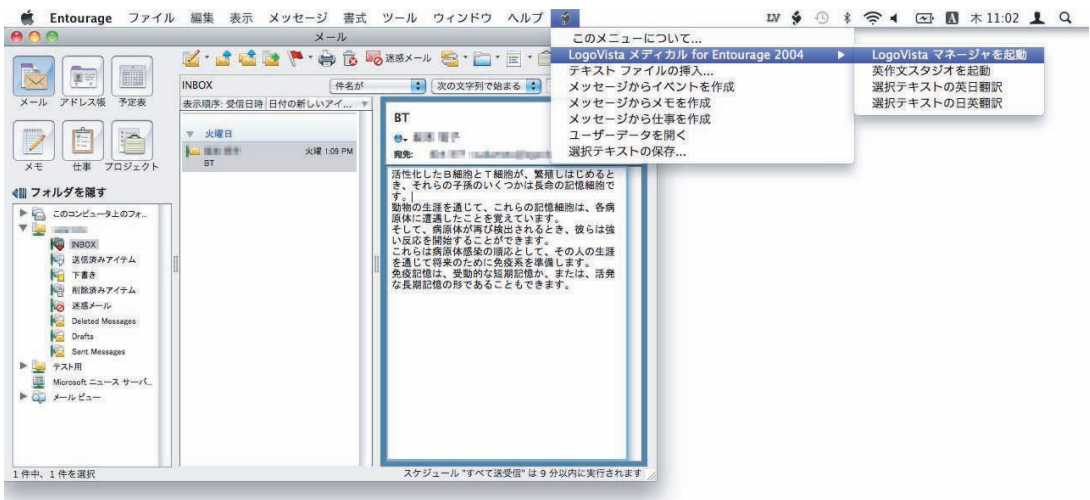 Entourage ファイル 編集 表示 メッセージ 書式 ツール ウィンドウ ヘルプ
LV 木 11:02
メール
このメニューについて...
LogoVista メディカル for Entourage 2004
テキスト ファイルの挿入...
メッセージからイベントを作成
メッセージからメモを作成
メッセージから仕事を作成
ユーザーデータを開く
選択テキストの保存...
LogoVista マネージャを起動
英作文スタジオを起動
選択テキストの英日翻訳
選択テキストの日英翻訳
メール アドレス帳 予定表
メモ 仕事 プロジェクト
迷惑メール
フォルダを隠す
このコンピュータ上のフォ...
INBOX
送信済みアイテム
下書き
削除済みアイテム
迷惑メール
Deleted Messages
Drafts
Sent Messages
テスト用
Microsoft ニュース サーバ...
メール ビュー
INBOX 件名が 次の文字列で始まる
表示順序: 受信日時 日付の新しいアイ...
火曜日
火曜 1:09 PM
BT
BT
宛先:
活性化したB細胞とT細胞が、繁殖しはじめると
き、それらの子孫のいくつかは長命の記憶細胞で
す。
動物の生涯を通じて、これらの記憶細胞は、各病
原体に遭遇したことを覚えています。
そして、病原体が再び検出されるとき、彼らは強
い反応を開始することができます。
これらは病原体感染の順応として、その人の生涯
を通じて将来のために免疫系を準備します。
免疫記憶は、受動的な短期記憶か、または、活発
な長期記憶の形であることもできます。
1 件中、1 件を選択
スケジュール "すべて送受信" は 9 分以内に実行されます